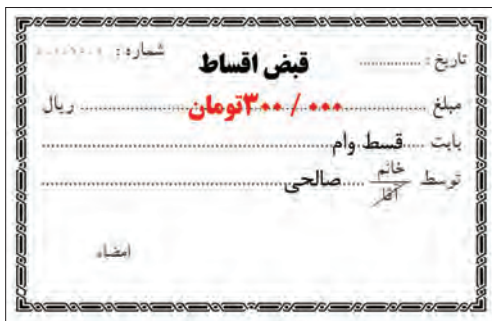 تاریخ : ............ قبض اقساط شماره :
مبلغ ............ ۳۰۰/۰۰۰تومان ............ ریال
بابت ..... قسط وام ............
توسط خانم/آقا ..... صالحی ............
امضاء